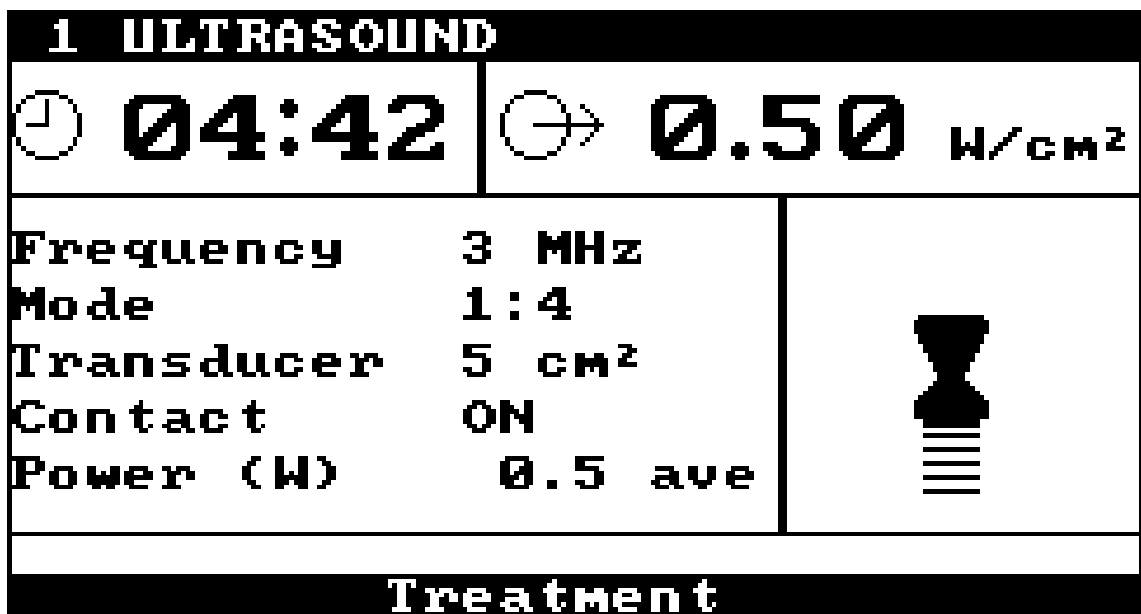 1 ULTRASOUND
04:42 0.50 W/cm²
Frequency 3 MHz
Mode 1:4
Transducer 5 cm²
Contact ON
Power (W) 0.5 ave
Treatment